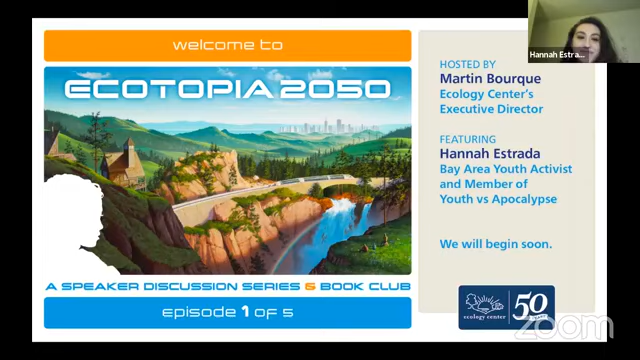 welcome to
ECOTOPIA 2050
A SPEAKER DISCUSSION SERIES & BOOK CLUB
EPISODE 1 OF 5
HOSTED BY
Martin Bourque
Ecology Center's
Executive Director
FEATURING
Hannah Estrada
Bay Area Youth Activist
and Member of
Youth vs Apocalypse
We will begin soon.
ecology center
50
Hannah Estra...
zoom